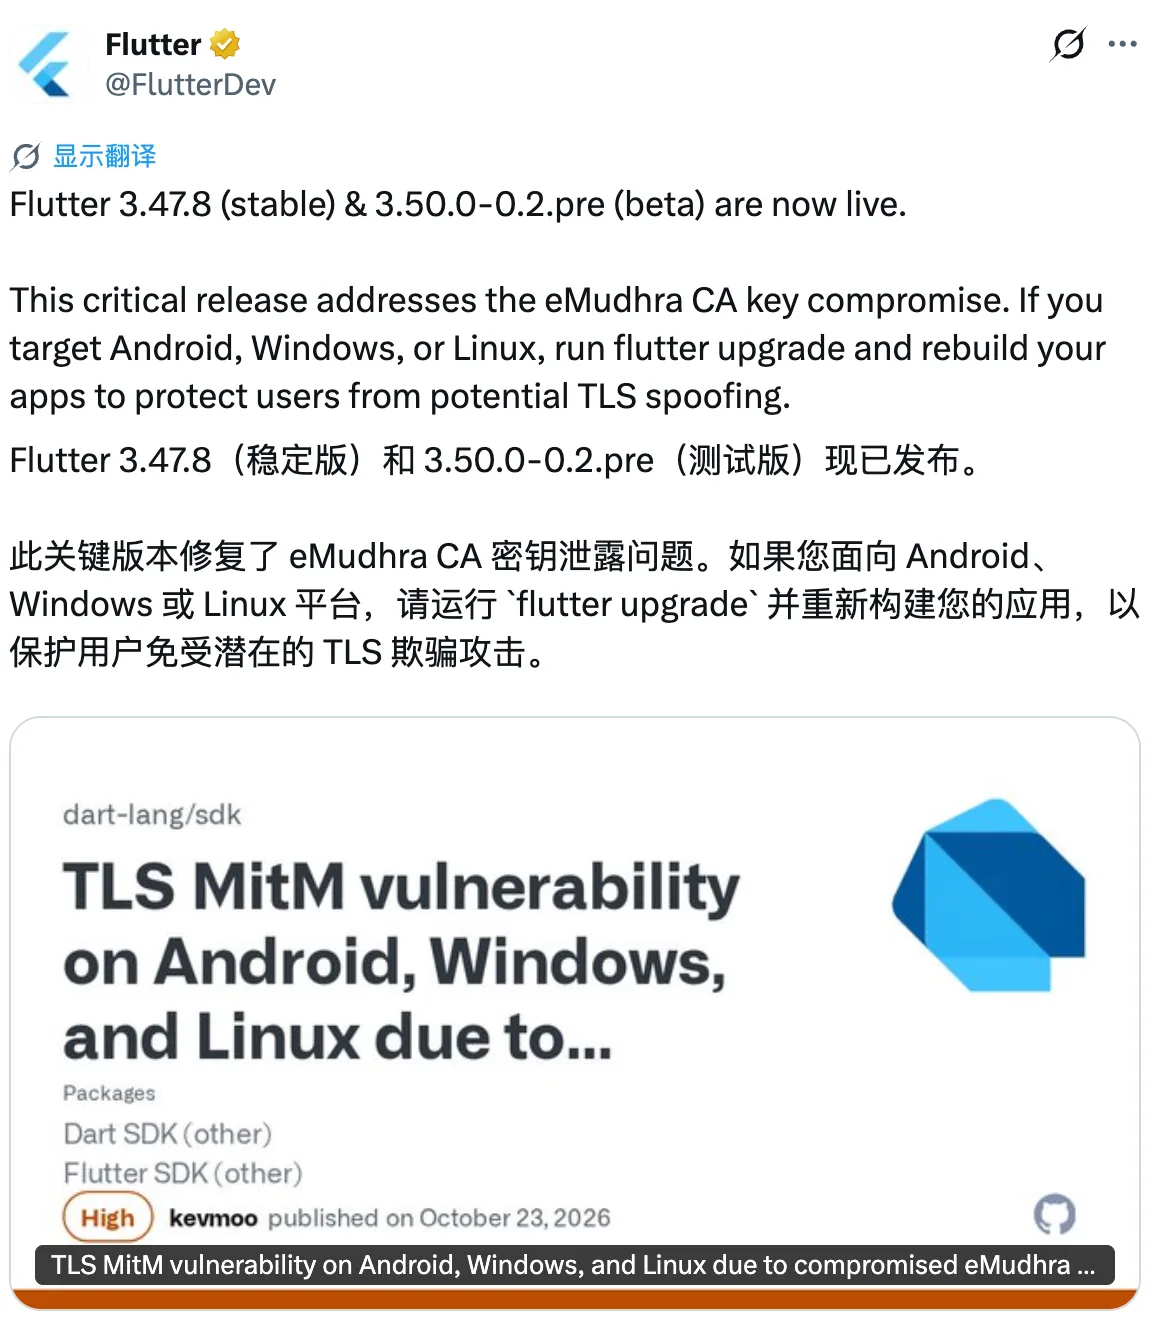 Flutter
@FlutterDev
显示翻译
Flutter 3.47.8 (stable) & 3.50.0-0.2.pre (beta) are now live.
This critical release addresses the eMudhra CA key compromise. If you
target Android, Windows, or Linux, run flutter upgrade and rebuild your
apps to protect users from potential TLS spoofing.
Flutter 3.47.8（稳定版）和 3.50.0-0.2.pre（测试版）现已发布。
此关键版本修复了 eMudhra CA 密钥泄露问题。如果您面向 Android、
Windows 或 Linux 平台，请运行 `flutter upgrade` 并重新构建您的应用，以
保护用户免受潜在的 TLS 欺骗攻击。
dart-lang/sdk
TLS MitM vulnerability
on Android, Windows,
and Linux due to...
Packages
Dart SDK (other)
Flutter SDK (other)
High kevmoo published on October 23, 2026
TLS MitM vulnerability on Android, Windows, and Linux due to compromised eMudhra ...